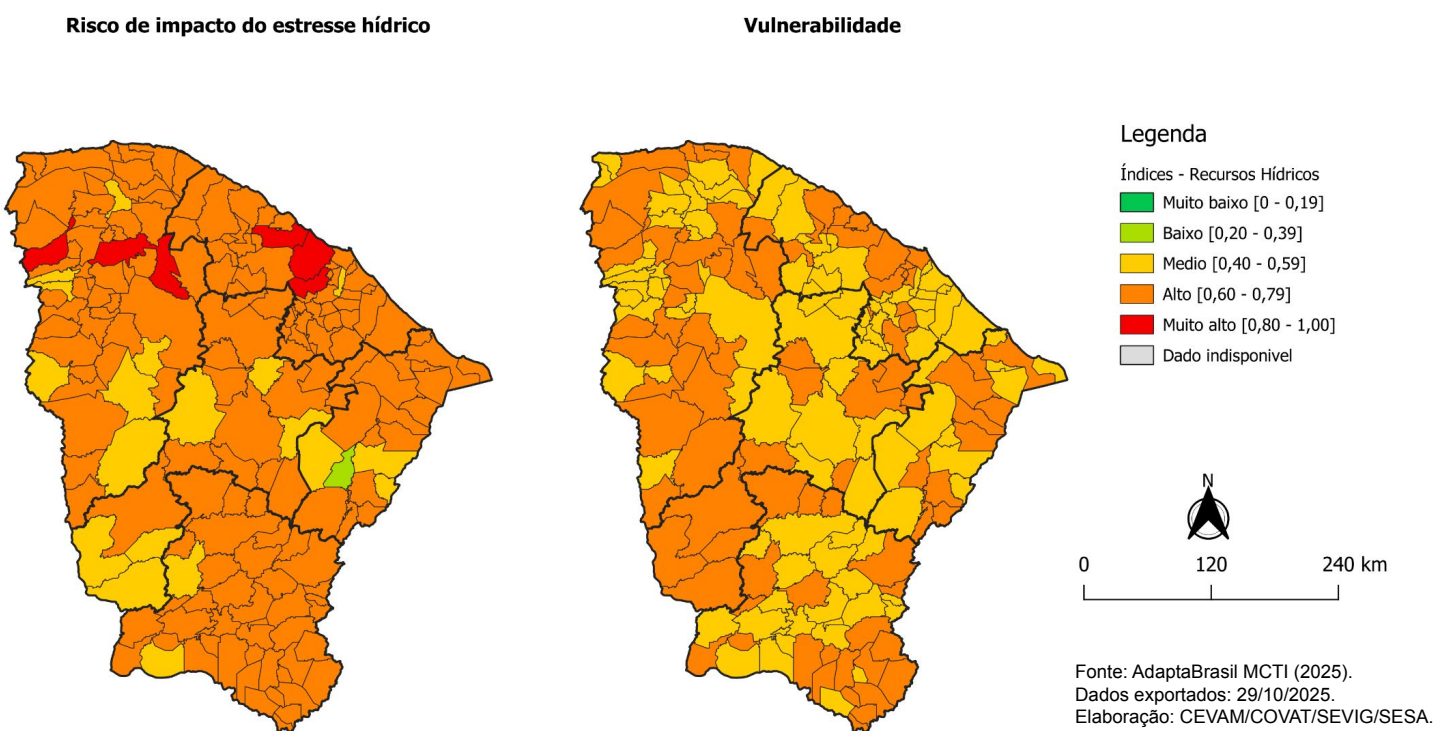 Risco de impacto do estresse hídrico
Vulnerabilidade
Legenda
Índices - Recursos Hídricos
Muito baixo [0 - 0,19]
Baixo [0,20 - 0,39]
Medio [0,40 - 0,59]
Alto [0,60 - 0,79]
Muito alto [0,80 - 1,00]
Dado indisponivel
N
0 120 240 km
Fonte: AdaptaBrasil MCTI (2025).
Dados exportados: 29/10/2025.
Elaboração: CEVAM/COVAT/SEVIG/SESA.